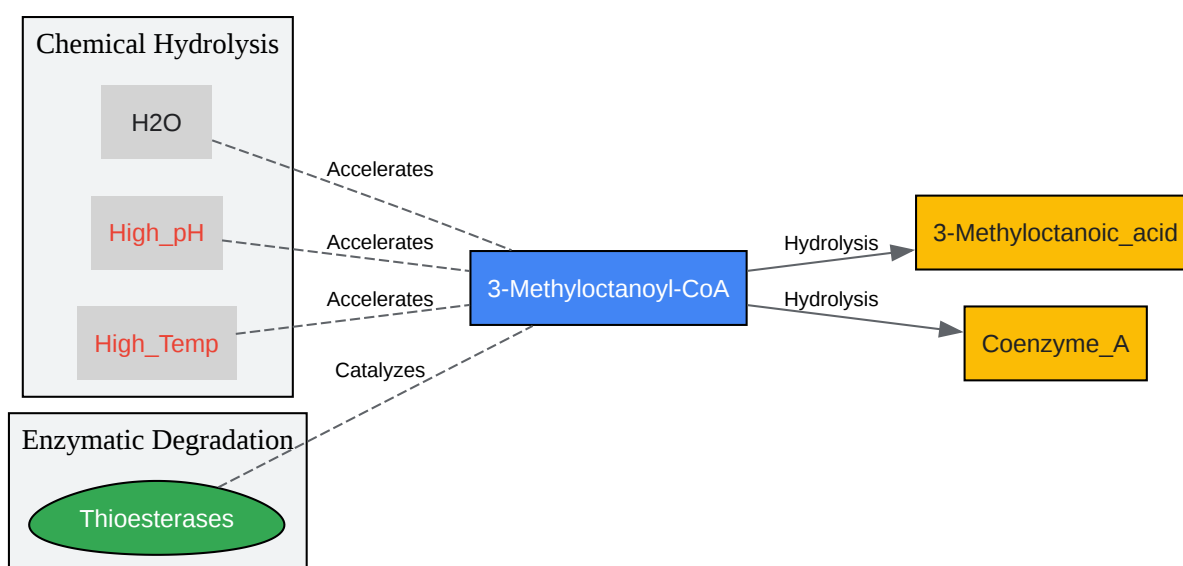 Chemical Hydrolysis
H2O
Accelerates
High_pH
Accelerates
High_Temp
Accelerates
Catalyzes
Enzymatic Degradation
Thioesterases
3-Methyloctanoyl-CoA
Hydrolysis
3-Methyloctanoic_acid
Hydrolysis
Coenzyme_A